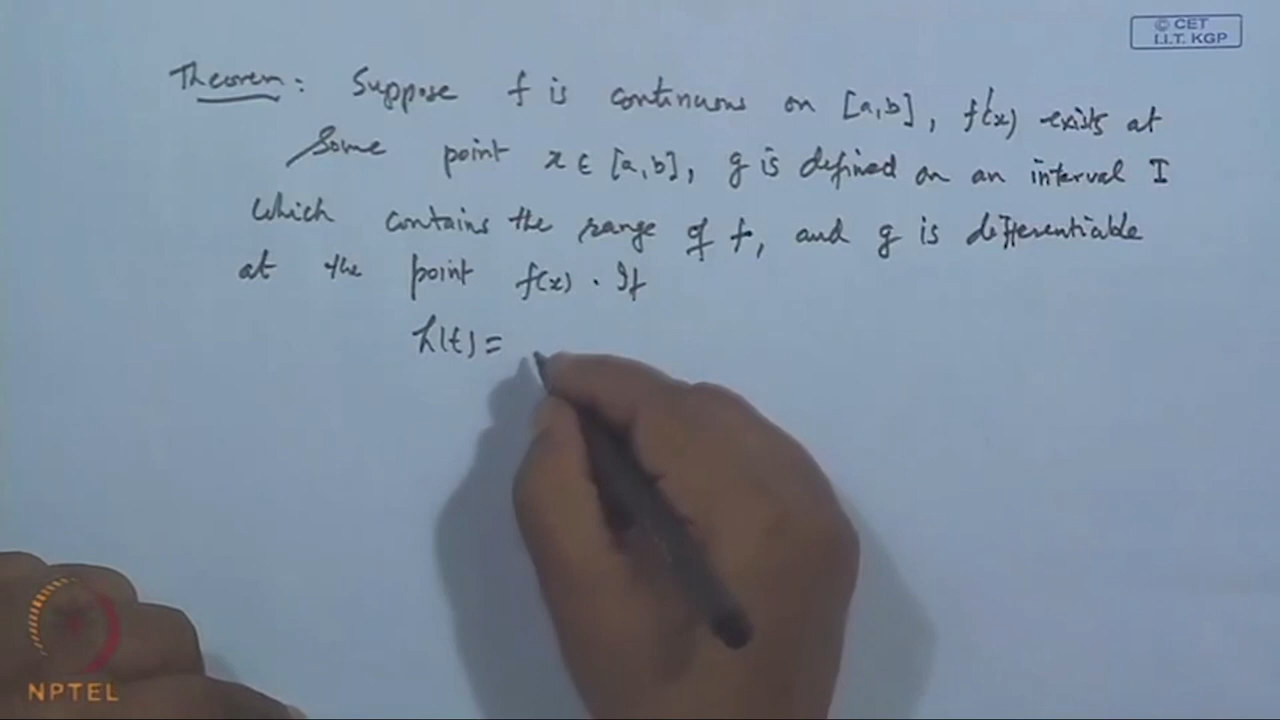 © CET
I.I.T. KGP
Theorem: Suppose f is continuous on [a,b], f'(x) exists at
Some point x ∈ [a,b], g is defined on an interval I
which contains the range of f, and g is differentiable
at the point f(x). If
h(t) =
NPTEL